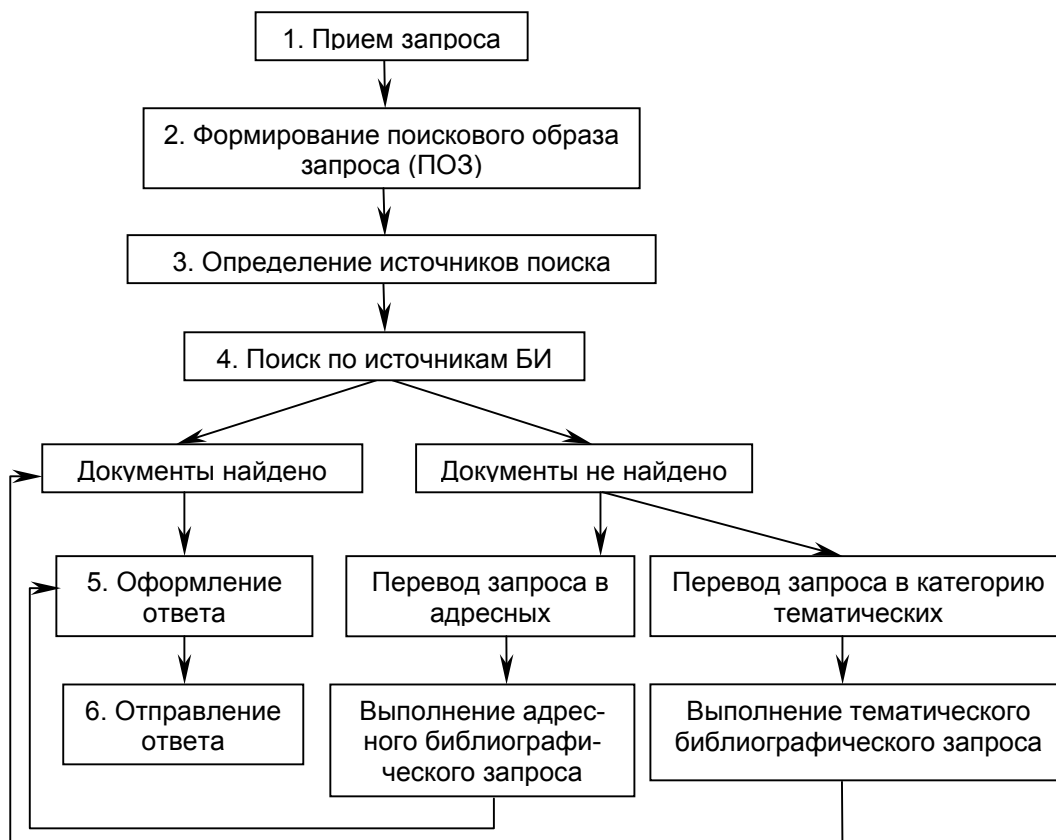 1. Прием запроса
2. Формирование поискового образа
запроса (ПОЗ)
3. Определение источников поиска
4. Поиск по источникам БИ
Документы найдено
Документы не найдено
5. Оформление
ответа
Перевод запроса в
адресных
Перевод запроса в категорию
тематических
6. Отправление
ответа
Выполнение адрес-
ного библиографи-
ческого запроса
Выполнение тематического
библиографического запроса